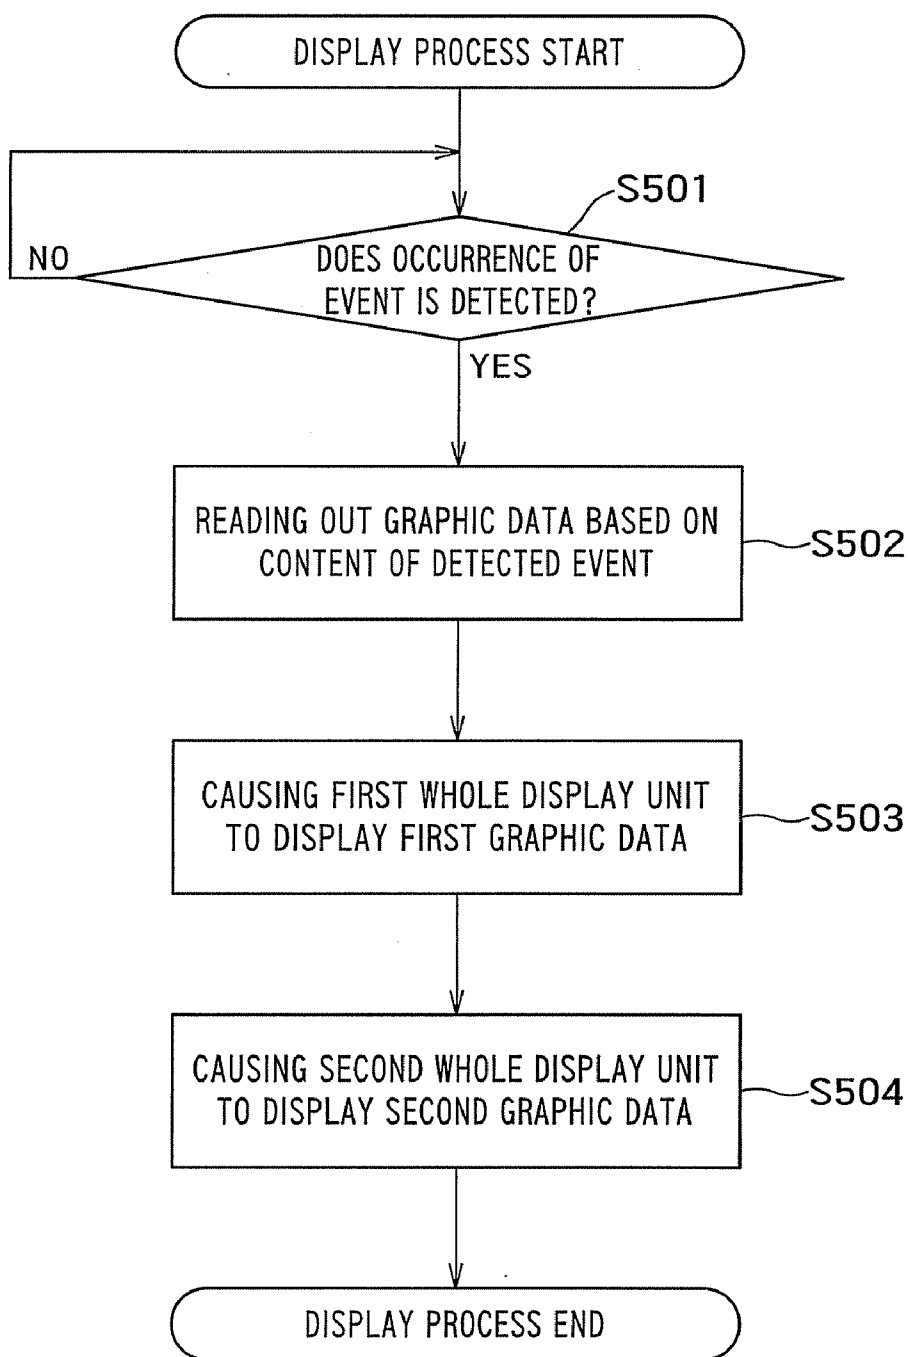 DISPLAY PROCESS START
S501
NO
DOES OCCURRENCE OF
EVENT IS DETECTED?
YES
READING OUT GRAPHIC DATA BASED ON
CONTENT OF DETECTED EVENT
S502
CAUSING FIRST WHOLE DISPLAY UNIT
TO DISPLAY FIRST GRAPHIC DATA
S503
CAUSING SECOND WHOLE DISPLAY UNIT
TO DISPLAY SECOND GRAPHIC DATA
S504
DISPLAY PROCESS END